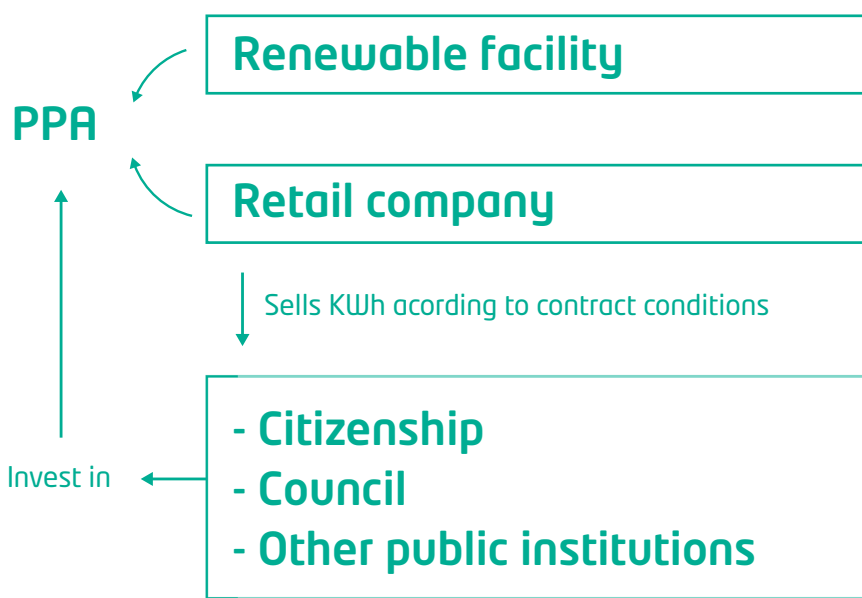 Renewable facility
PPA
Retail company
Sells KWh acording to contract conditions
- Citizenship
- Council
- Other public institutions
Invest in